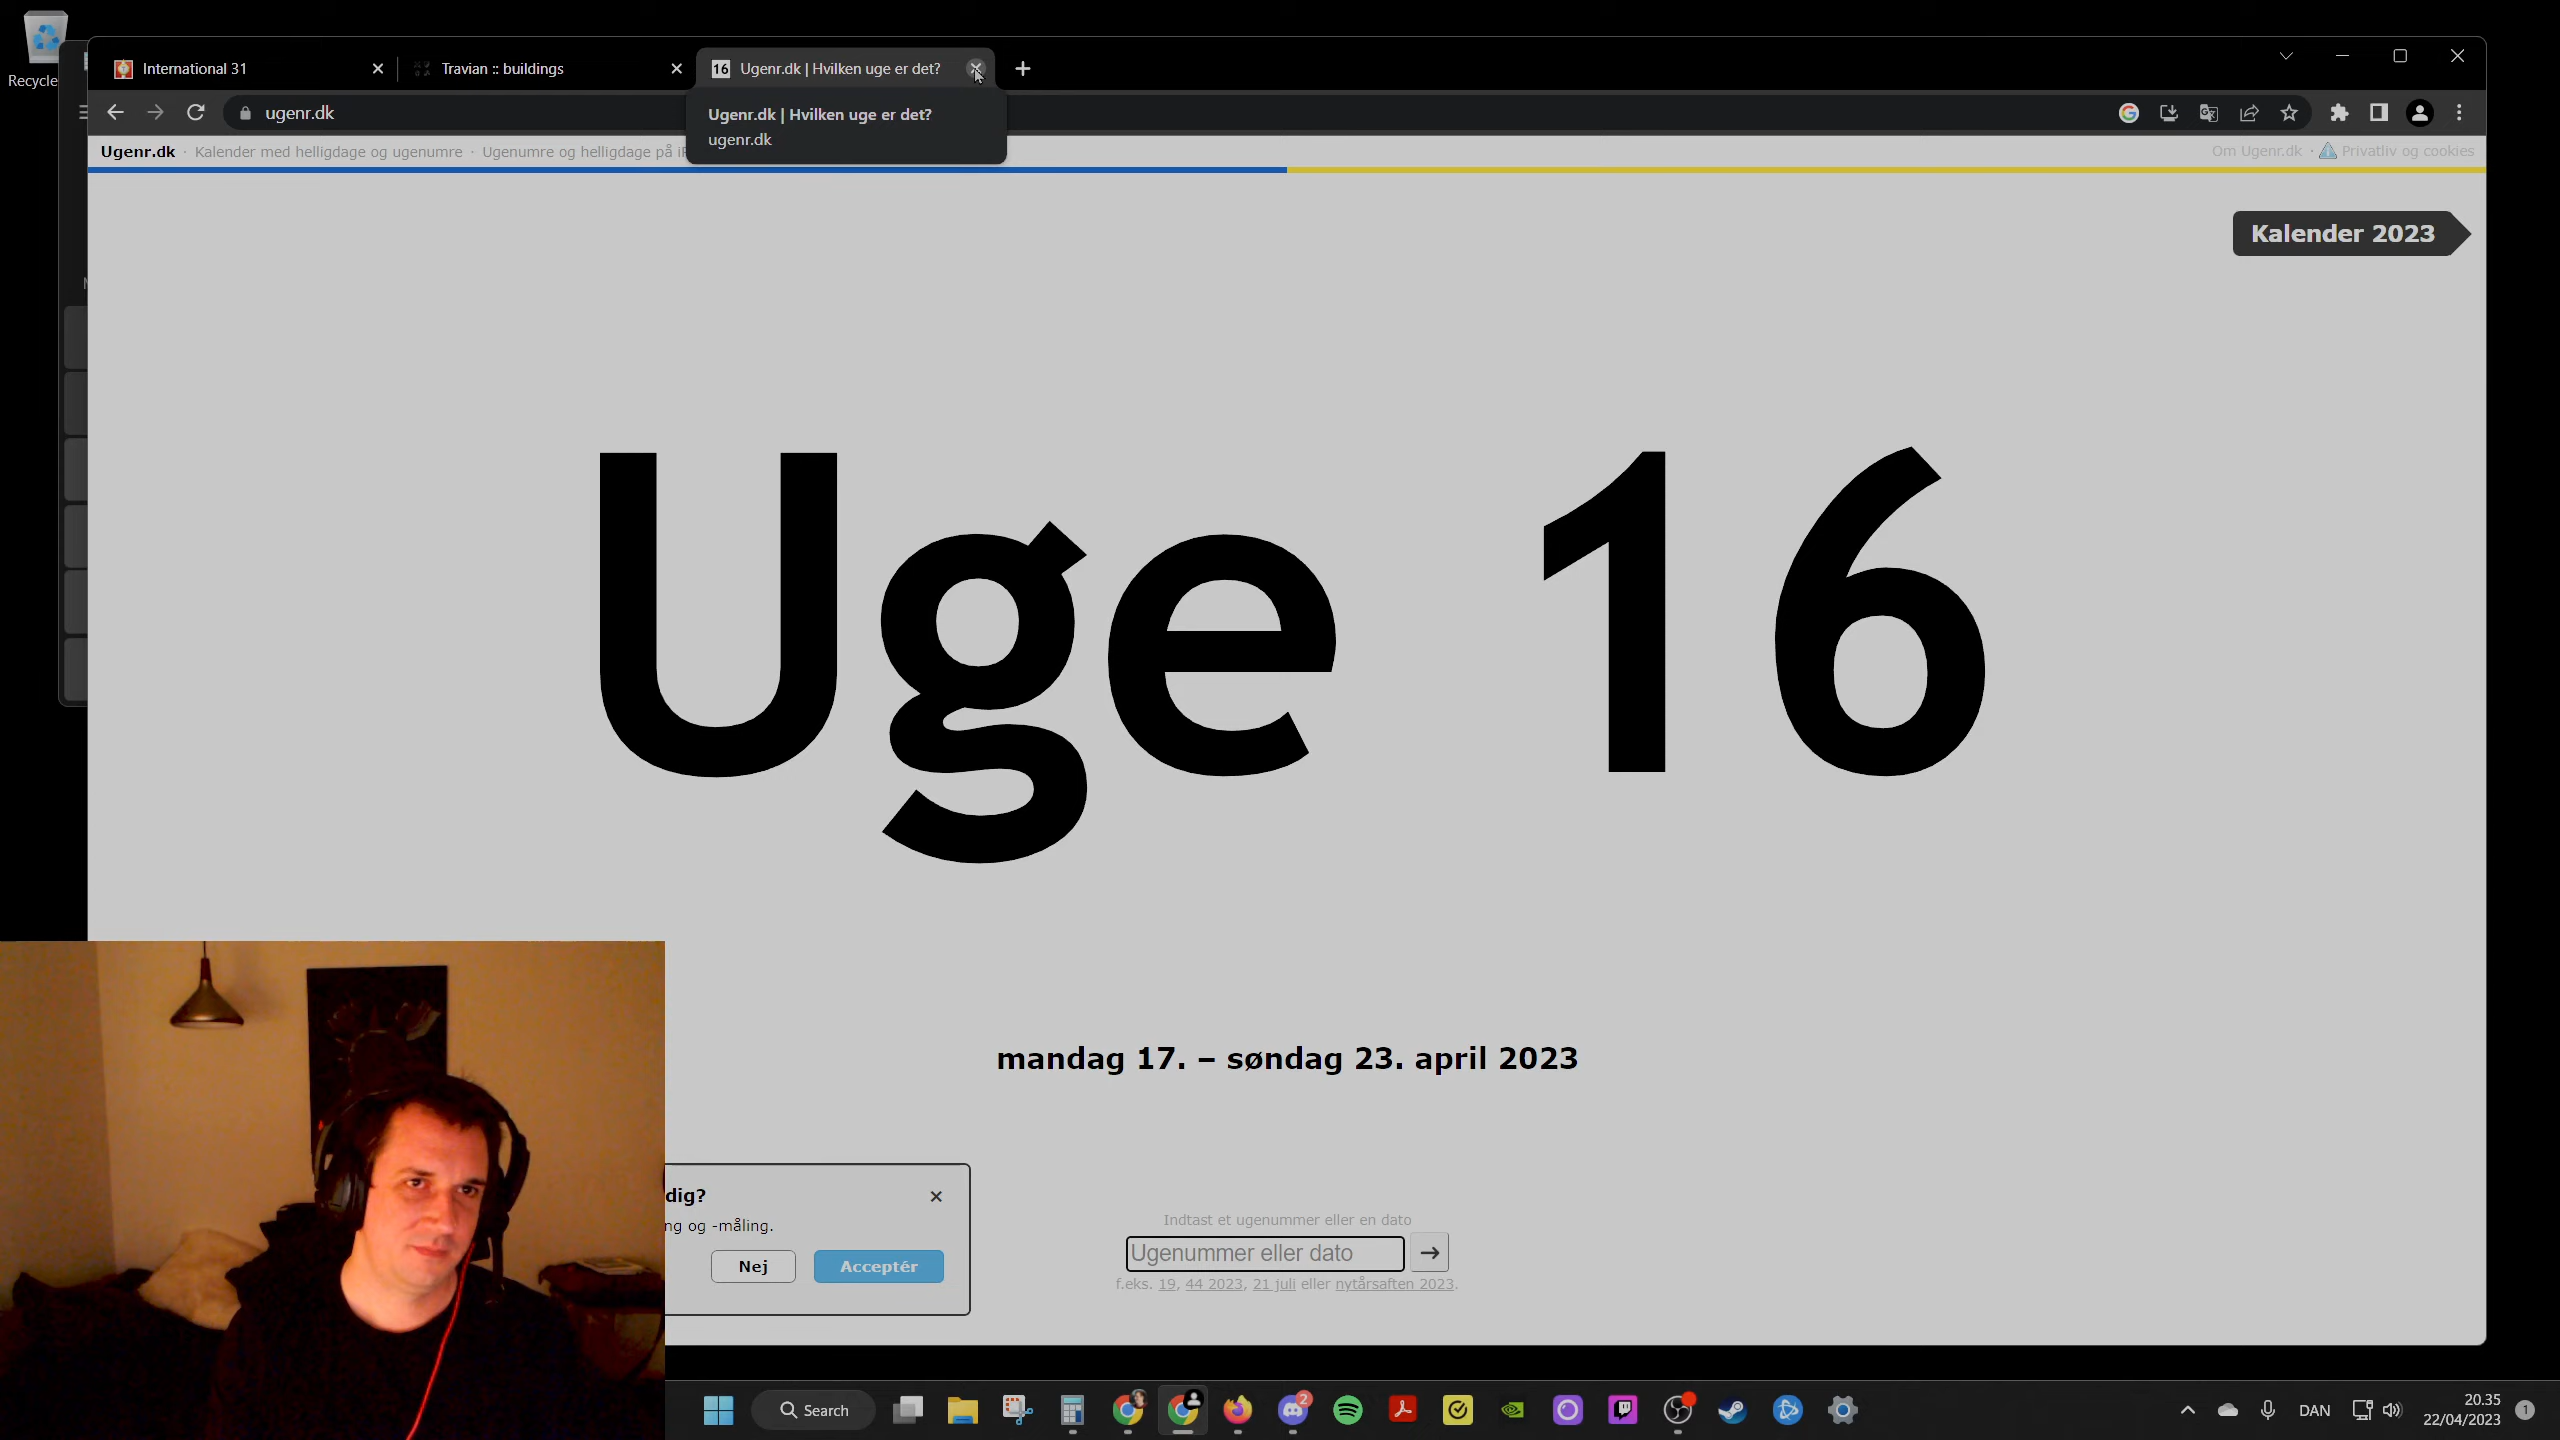 Recycle
International 31
Travian :: buildings
16 Ugenr.dk | Hvilken uge er det?
ugenr.dk
Ugenr.dk | Hvilken uge er det?
ugenr.dk
Ugenr.dk · Kalender med helligdage og ugenumre · Ugenumre og helligdage på
Om Ugenr.dk · Privatliv og cookies
Kalender 2023
Uge 16
mandag 17. – søndag 23. april 2023
dig?
ng og -måling.
Nej
Acceptér
Indtast et ugenummer eller en dato
Ugenummer eller dato
f.eks. 19, 44 2023, 21 juli eller nytårsaften 2023.
Search
2
DAN
20.35
22/04/2023
1